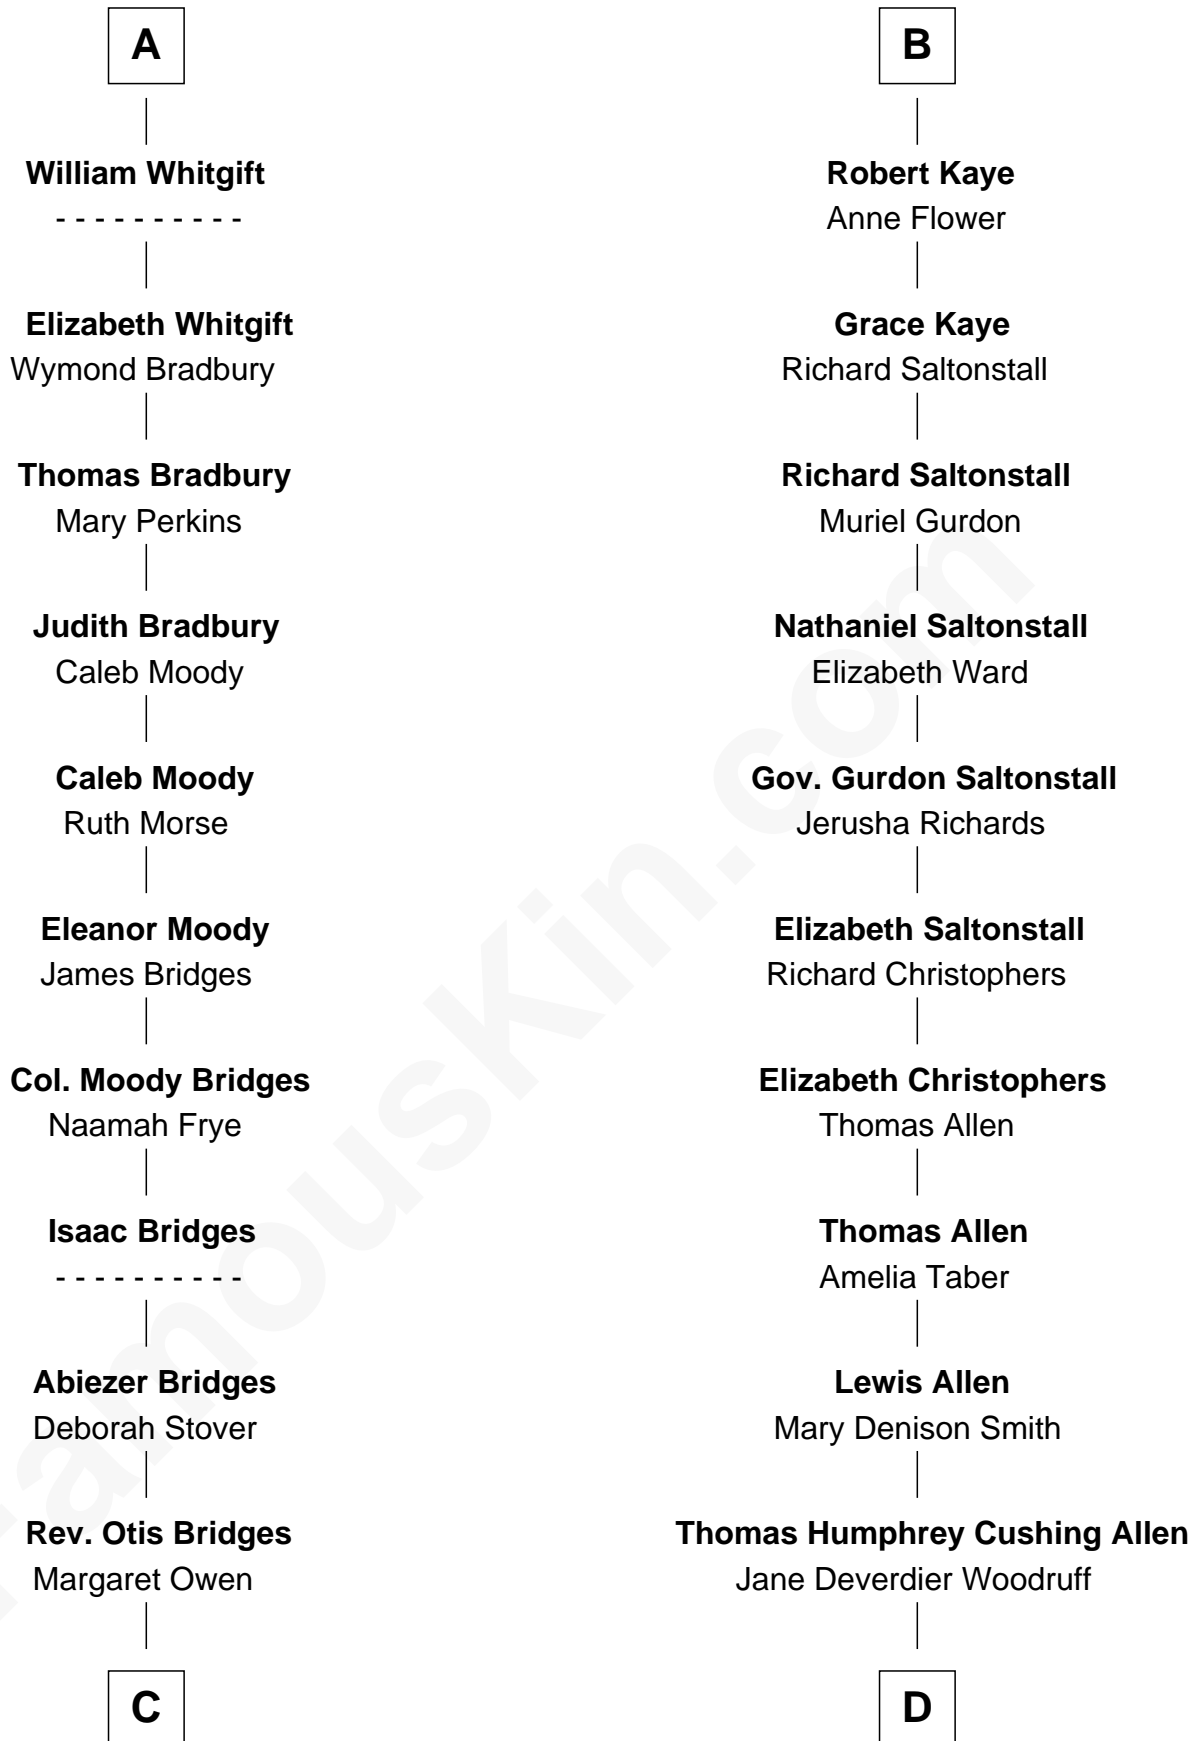 A
William Whitgift
- - - - - - - - - -
Elizabeth Whitgift
Wymond Bradbury
Thomas Bradbury
Mary Perkins
Judith Bradbury
Caleb Moody
Caleb Moody
Ruth Morse
Eleanor Moody
James Bridges
Col. Moody Bridges
Naamah Frye
Isaac Bridges
- - - - - - - - - -
Abiezer Bridges
Deborah Stover
Rev. Otis Bridges
Margaret Owen
C
B
Robert Kaye
Anne Flower
Grace Kaye
Richard Saltonstall
Richard Saltonstall
Muriel Gurdon
Nathaniel Saltonstall
Elizabeth Ward
Gov. Gurdon Saltonstall
Jerusha Richards
Elizabeth Saltonstall
Richard Christophers
Elizabeth Christophers
Thomas Allen
Thomas Allen
Amelia Taber
Lewis Allen
Mary Denison Smith
Thomas Humphrey Cushing Allen
Jane Deverdier Woodruff
D
FamousKin.com